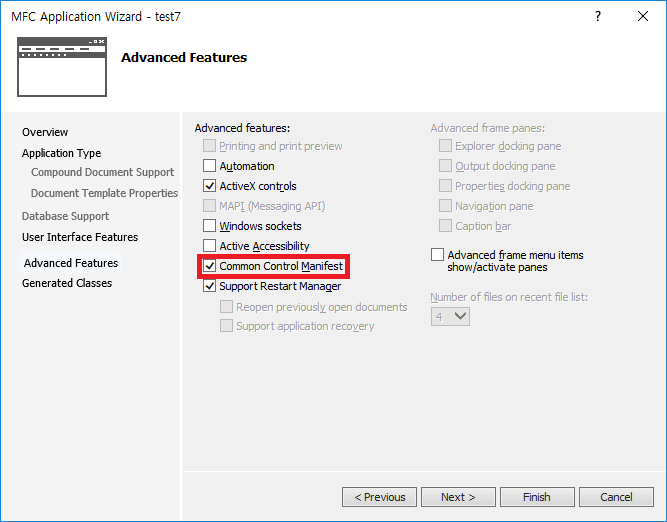 MFC Application Wizard - test7
Advanced Features
Overview
Application Type
Compound Document Support
Document Template Properties
Database Support
User Interface Features
Advanced Features
Generated Classes
Advanced features:
Printing and print preview
Automation
ActiveX controls
MAPI (Messaging API)
Windows sockets
Active Accessibility
Common Control Manifest
Support Restart Manager
Reopen previously open documents
Support application recovery
Advanced frame panes:
Explorer docking pane
Output docking pane
Properties docking pane
Navigation pane
Caption bar
Advanced frame menu items
show/activate panes
Number of files on recent file list:
4
< Previous
Next >
Finish
Cancel